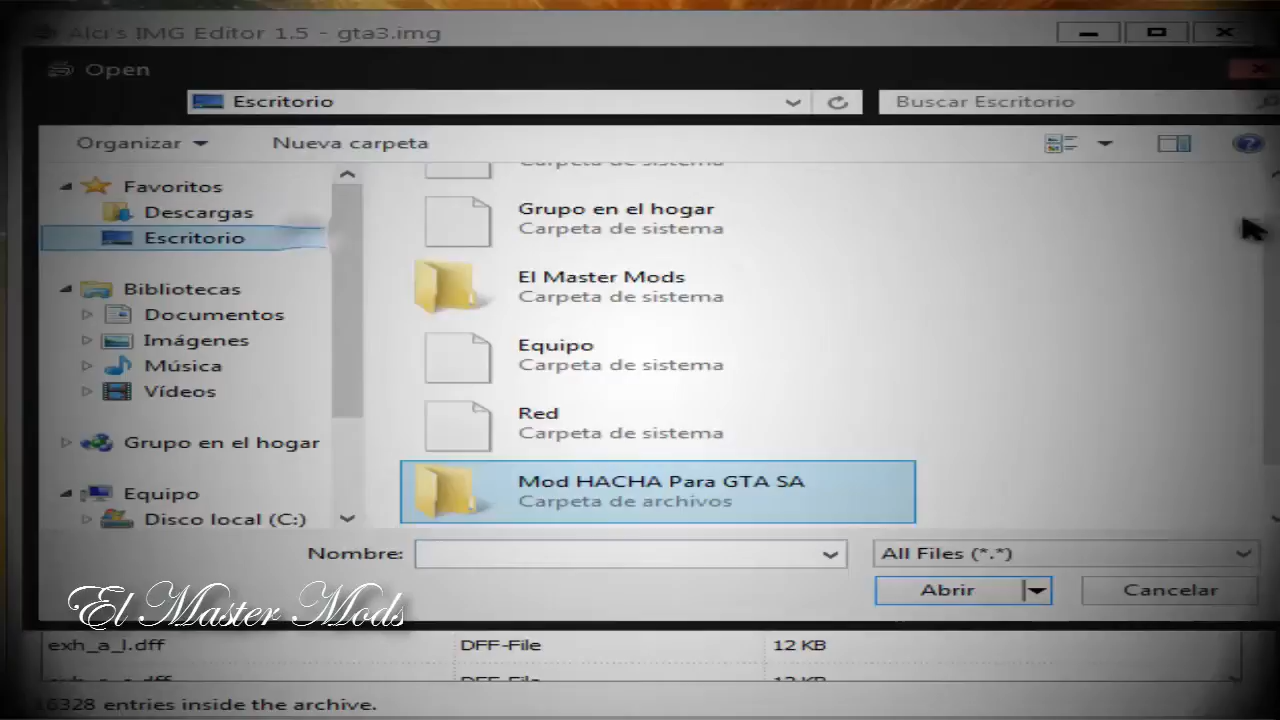 Alci's IMG Editor 1.5 - gta3.img
Open
Escritorio
Buscar Escritorio
Organizar
Nueva carpeta
Favoritos
Descargas
Escritorio
Bibliotecas
Documentos
Imágenes
Música
Vídeos
Grupo en el hogar
Equipo
Disco local (C:)
Carpeta de sistema
Grupo en el hogar
Carpeta de sistema
El Master Mods
Carpeta de sistema
Equipo
Carpeta de sistema
Red
Carpeta de sistema
Mod HACHA Para GTA SA
Carpeta de archivos
Nombre:
All Files (*.*)
Abrir
Cancelar
El Master Mods
exh_a_l.dff DFF-File 12 KB
DFF-File 12 KB
entries inside the archive.